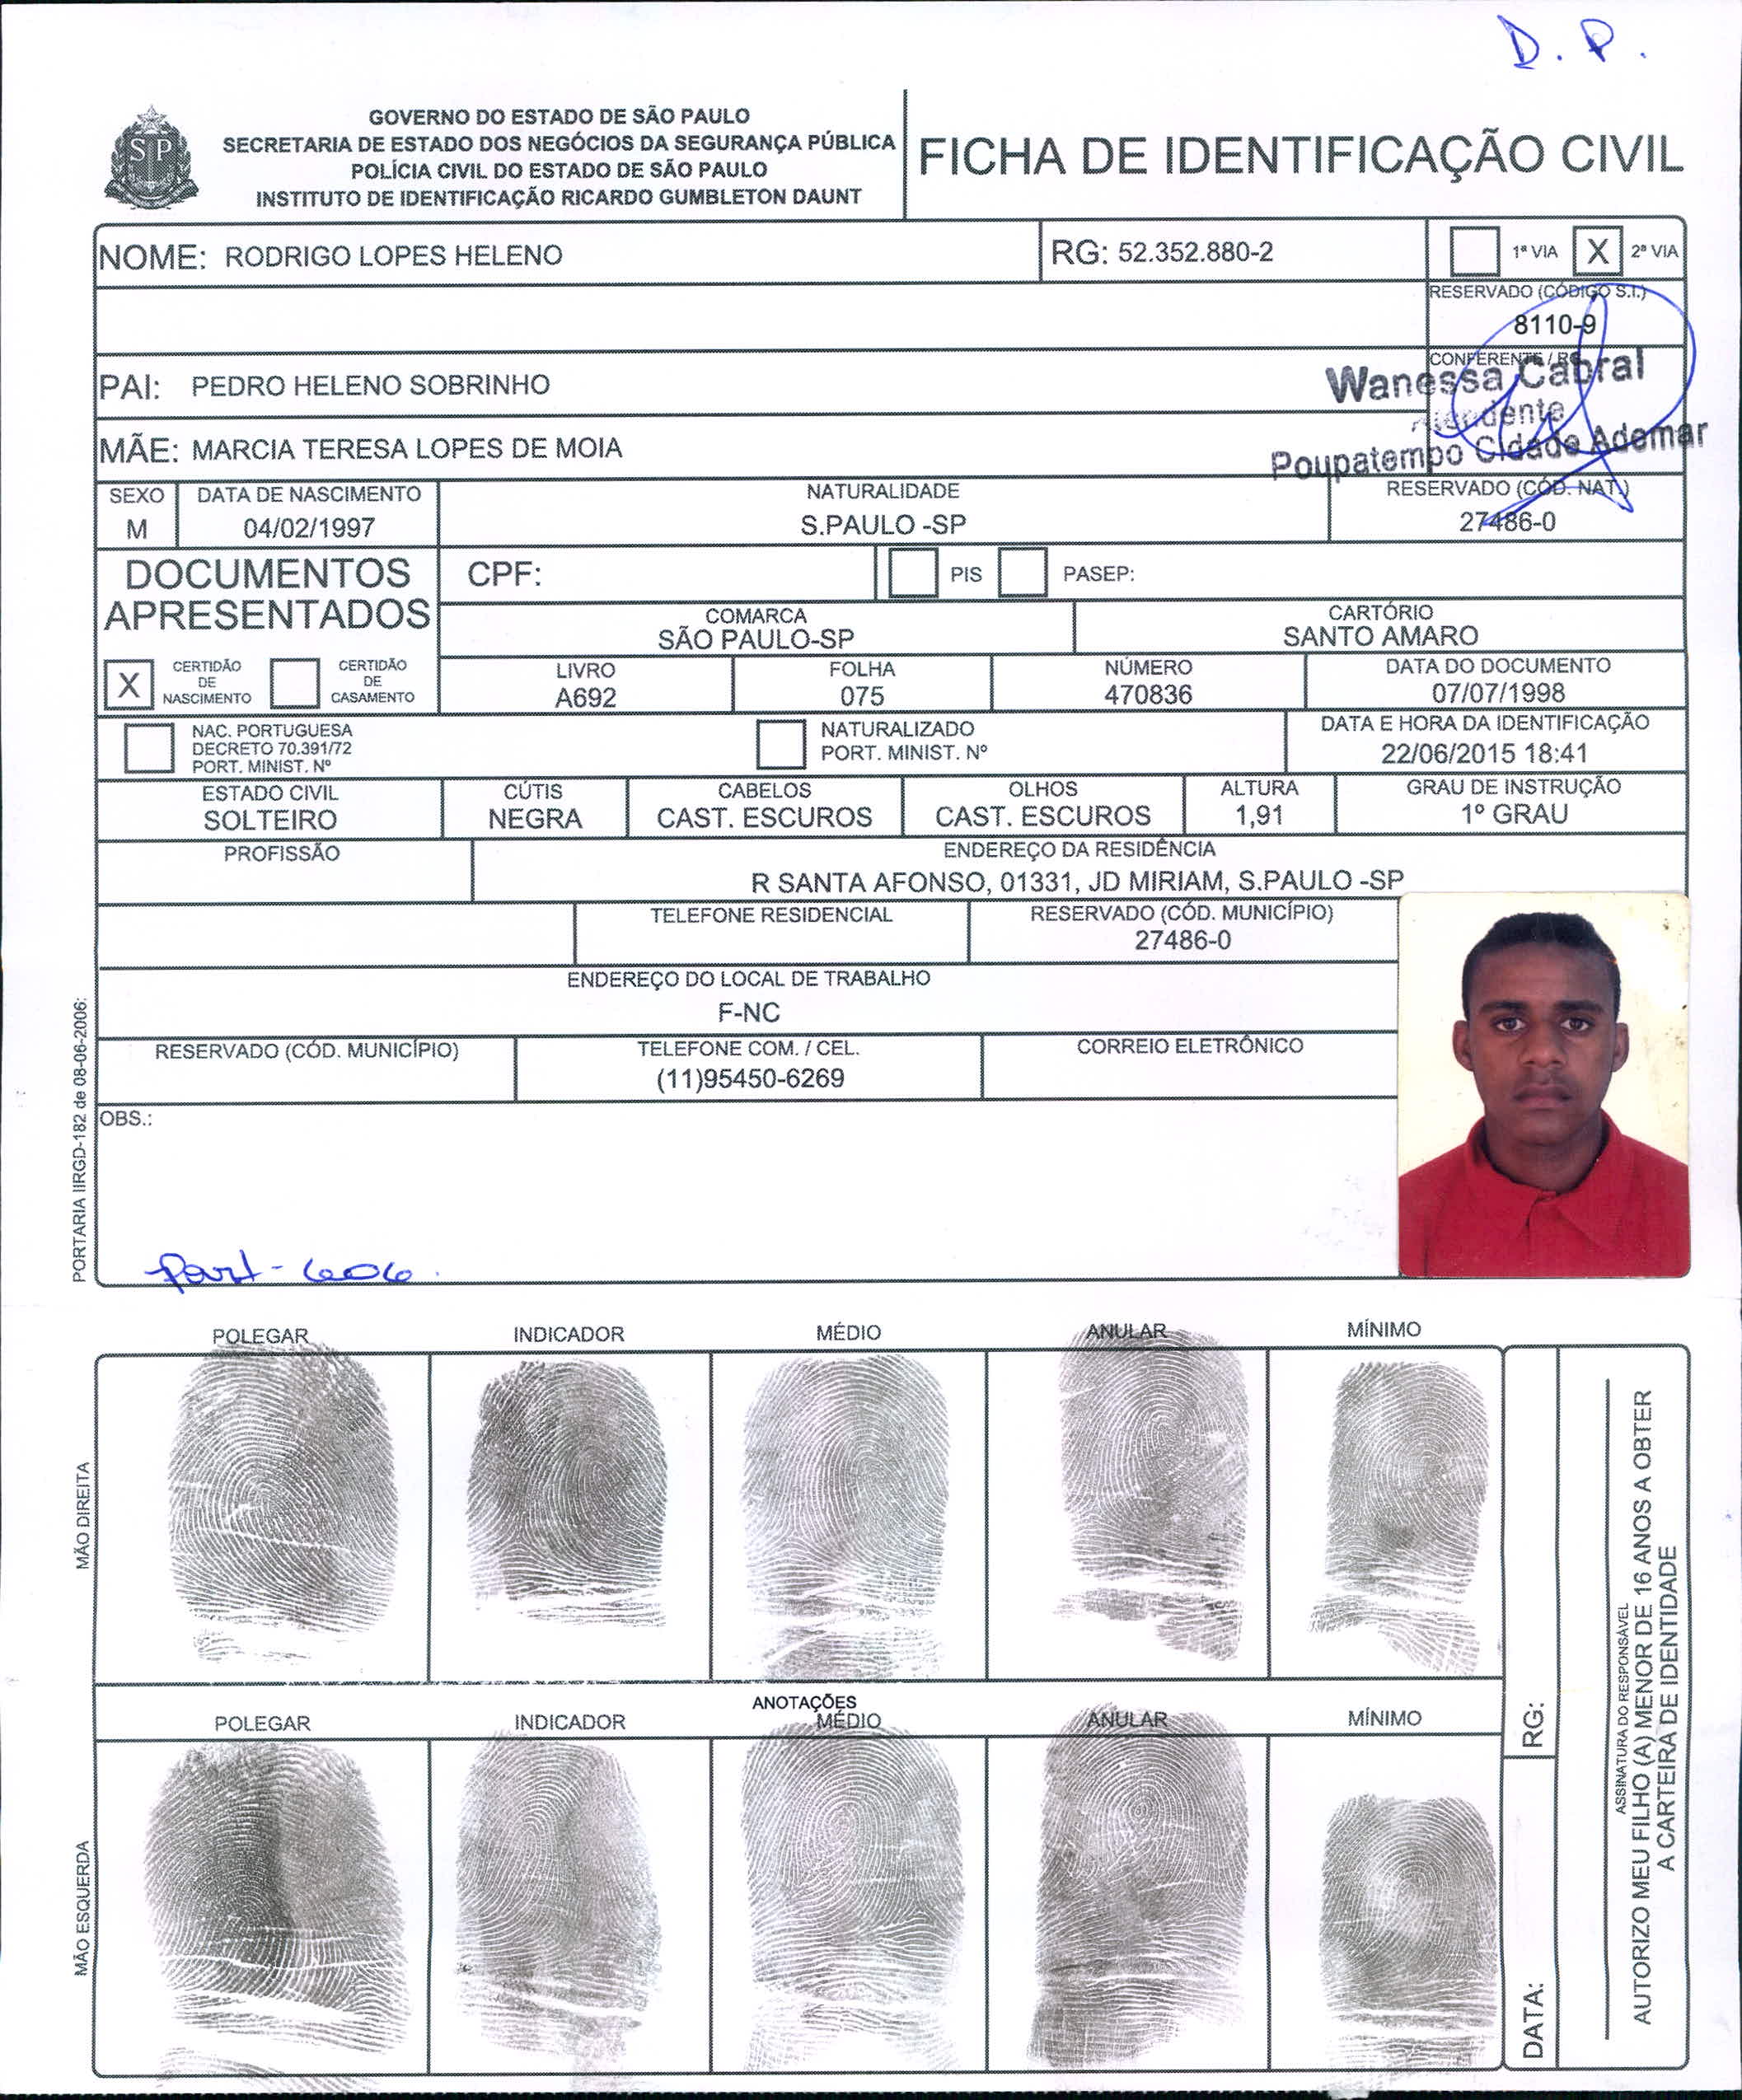 D. P.
GOVERNO DO ESTADO DE SÃO PAULO
SECRETARIA DE ESTADO DOS NEGÓCIOS DA SEGURANÇA PÚBLICA
POLÍCIA CIVIL DO ESTADO DE SÃO PAULO
INSTITUTO DE IDENTIFICAÇÃO RICARDO GUMBLETON DAUNT
SP
FICHA DE IDENTIFICAÇÃO CIVIL
NOME: RODRIGO LOPES HELENO
RG: 52.352.880-2
1ª VIA X 2ª VIA
RESERVADO (CÓDIGO S.I.)
8110-9
PAI: PEDRO HELENO SOBRINHO
CONFERENTE / RG
Wanessa Cabral
Atendente
Poupatempo Cidade Ademar
MÃE: MARCIA TERESA LOPES DE MOIA
SEXO
M
DATA DE NASCIMENTO
04/02/1997
NATURALIDADE
S.PAULO -SP
RESERVADO (CÓD. NAT.)
27486-0
DOCUMENTOS
APRESENTADOS
CPF:
PIS
PASEP:
COMARCA
SÃO PAULO-SP
CARTÓRIO
SANTO AMARO
X CERTIDÃO
DE
NASCIMENTO
CERTIDÃO
DE
CASAMENTO
LIVRO
A692
FOLHA
075
NÚMERO
470836
DATA DO DOCUMENTO
07/07/1998
NAC. PORTUGUESA
DECRETO 70.391/72
PORT. MINIST. Nº
NATURALIZADO
PORT. MINIST. Nº
DATA E HORA DA IDENTIFICAÇÃO
22/06/2015 18:41
ESTADO CIVIL
SOLTEIRO
CÚTIS
NEGRA
CABELOS
CAST. ESCUROS
OLHOS
CAST. ESCUROS
ALTURA
1,91
GRAU DE INSTRUÇÃO
1º GRAU
PROFISSÃO
ENDEREÇO DA RESIDÊNCIA
R SANTA AFONSO, 01331, JD MIRIAM, S.PAULO -SP
TELEFONE RESIDENCIAL
RESERVADO (CÓD. MUNICÍPIO)
27486-0
ENDEREÇO DO LOCAL DE TRABALHO
F-NC
RESERVADO (CÓD. MUNICÍPIO)
TELEFONE COM. / CEL.
(11)95450-6269
CORREIO ELETRÔNICO
OBS.:
PORTARIA IIRGD-182 de 08-06-2006:
POLEGAR INDICADOR MÉDIO ANULAR MÍNIMO
MÃO DIREITA
ANOTAÇÕES
POLEGAR INDICADOR MÉDIO ANULAR MÍNIMO
MÃO ESQUERDA
RG:
DATA:
ASSINATURA DO RESPONSÁVEL
AUTORIZO MEU FILHO (A) MENOR DE 16 ANOS A OBTER
A CARTEIRA DE IDENTIDADE